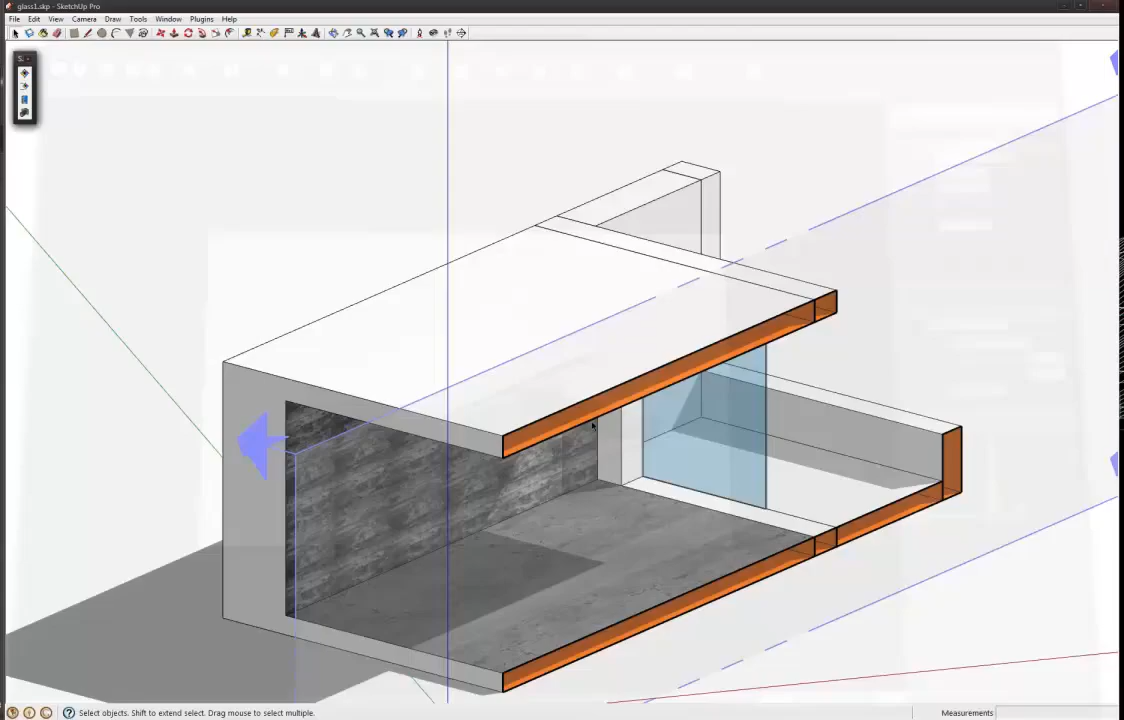 glass1.skp - SketchUp Pro
File Edit View Camera Draw Tools Window Plugins Help
S...
Select objects. Shift to extend select. Drag mouse to select multiple.
Measurements